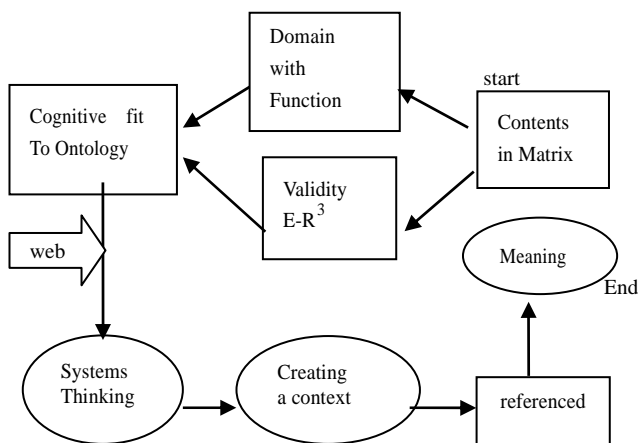 Domain
with
Function
start
Cognitive fit
To Ontology
Contents
in Matrix
Validity
E-R³
web
Meaning
End
Systems
Thinking
Creating
a context
referenced